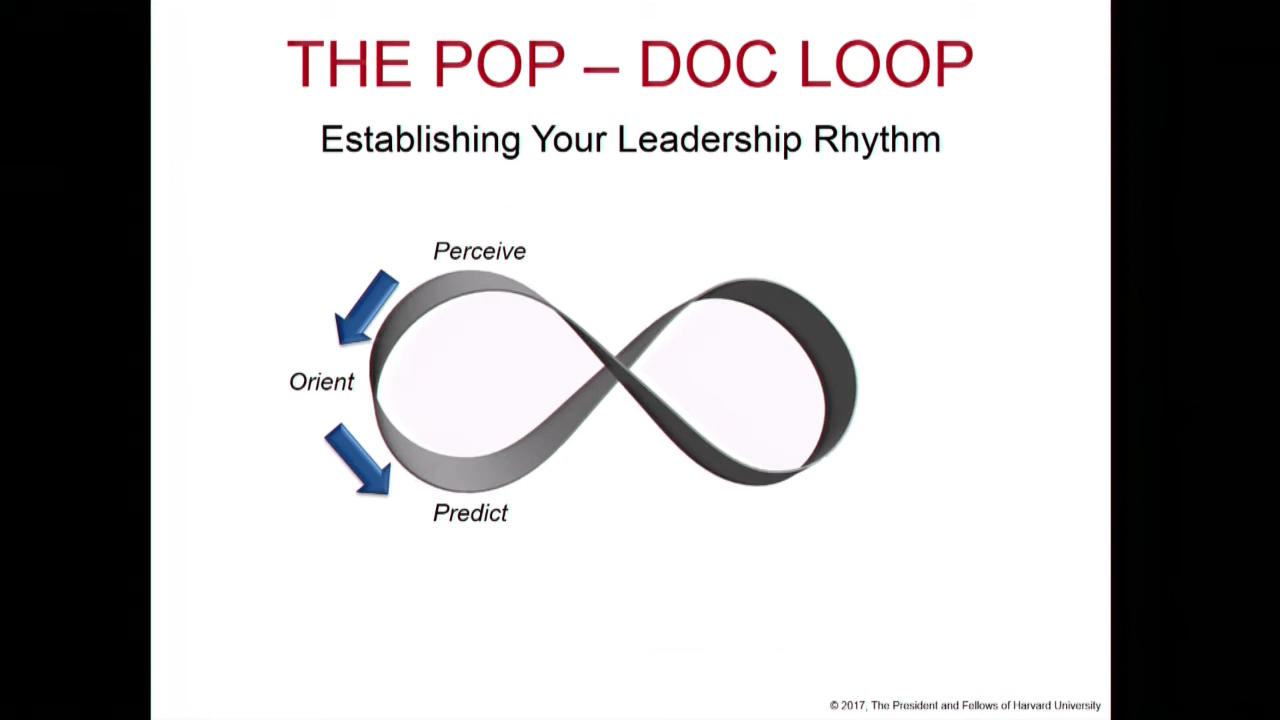 THE POP – DOC LOOP
Establishing Your Leadership Rhythm
Perceive
Orient
Predict
© 2017, The President and Fellows of Harvard University